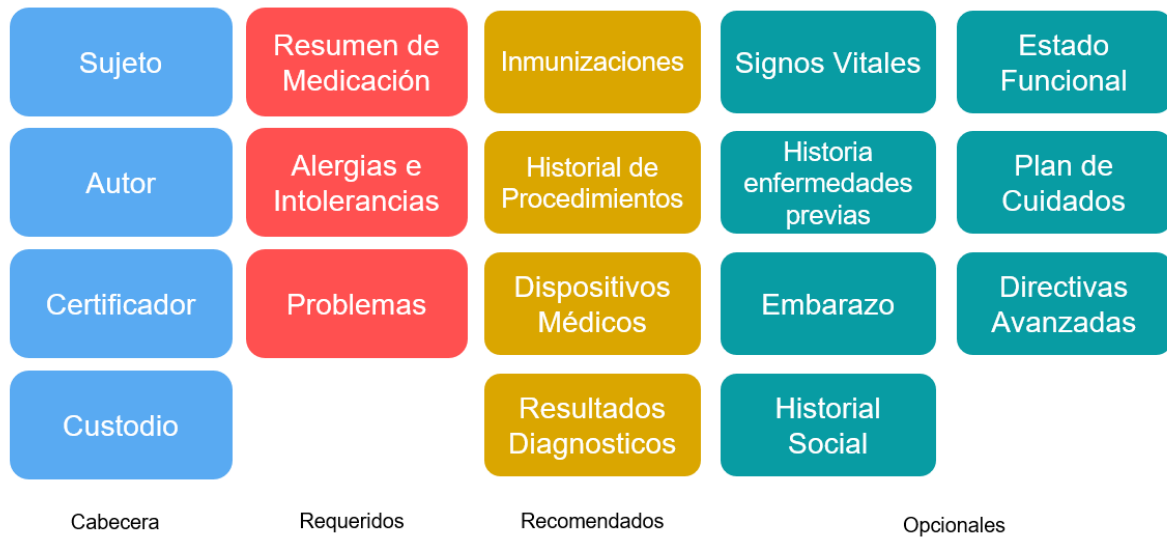 Sujeto
Resumen de
Medicación
Inmunizaciones
Signos Vitales
Estado
Funcional
Autor
Alergias e
Intolerancias
Historial de
Procedimientos
Historia
enfermedades
previas
Plan de
Cuidados
Certificador
Problemas
Dispositivos
Médicos
Embarazo
Directivas
Avanzadas
Custodio
Resultados
Diagnosticos
Historial
Social
Cabecera
Requeridos
Recomendados
Opcionales